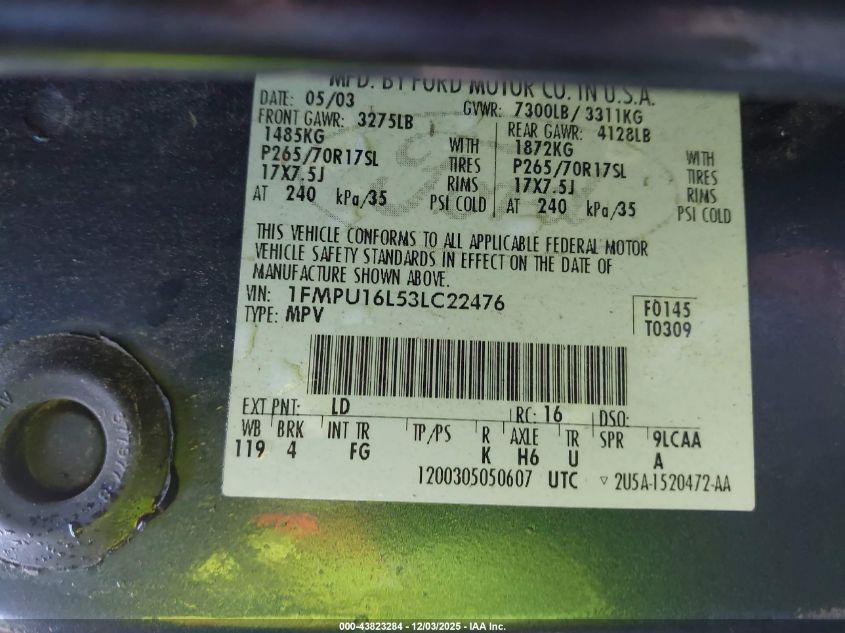 MFD. BY FORD MOTOR CO. IN U.S.A.
DATE: 05/03 GVWR: 7300LB/ 3311KG
FRONT GAWR: 3275LB REAR GAWR: 4128LB
1485KG WITH 1872KG WITH
P265/70R17SL TIRES P265/70R17SL TIRES
17X7.5J RIMS 17X7.5J RIMS
AT 240 kPa/35 PSI COLD AT 240 kPa/35 PSI COLD
THIS VEHICLE CONFORMS TO ALL APPLICABLE FEDERAL MOTOR
VEHICLE SAFETY STANDARDS IN EFFECT ON THE DATE OF
MANUFACTURE SHOWN ABOVE.
VIN: 1FMPU16L53LC22476 F0145
TYPE: MPV T0309
EXT PNT: LD RC: 16 DSO:
WB BRK INT TR TP/PS R AXLE TR SPR 9LCAA
119 4 FG K H6 U A
1200305050607 UTC ▽ 2U5A-1520472-AA
000-43823284 - 12/03/2025 - IAA Inc.